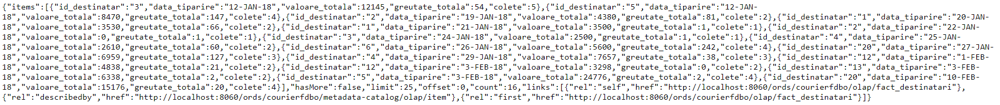 {"items":[{"id_destinatar":"3","data_tiparire":"12-JAN-18","valoare_totala":12145,"greutate_totala":54,"colete":5},{"id_destinatar":"5","data_tiparire":"12-JAN-
18","valoare_totala":8470,"greutate_totala":147,"colete":4},{"id_destinatar":"2","data_tiparire":"19-JAN-18","valoare_totala":4380,"greutate_totala":81,"colete":2},{"id_destinatar":"1","data_tiparire":"20-JAN-
18","valoare_totala":3530,"greutate_totala":66,"colete":2},{"id_destinatar":"1","data_tiparire":"21-JAN-18","valoare_totala":3500,"greutate_totala":1,"colete":1},{"id_destinatar":"2","data_tiparire":"22-JAN-
18","valoare_totala":0,"greutate_totala":1,"colete":1},{"id_destinatar":"3","data_tiparire":"24-JAN-18","valoare_totala":2500,"greutate_totala":1,"colete":1},{"id_destinatar":"4","data_tiparire":"25-JAN-
18","valoare_totala":2610,"greutate_totala":60,"colete":2},{"id_destinatar":"6","data_tiparire":"26-JAN-18","valoare_totala":5600,"greutate_totala":242,"colete":4},{"id_destinatar":"20","data_tiparire":"27-JAN-
18","valoare_totala":6959,"greutate_totala":127,"colete":3},{"id_destinatar":"4","data_tiparire":"29-JAN-18","valoare_totala":7657,"greutate_totala":38,"colete":3},{"id_destinatar":"12","data_tiparire":"1-FEB-
18","valoare_totala":4838,"greutate_totala":21,"colete":2},{"id_destinatar":"12","data_tiparire":"3-FEB-18","valoare_totala":3298,"greutate_totala":0,"colete":2},{"id_destinatar":"13","data_tiparire":"3-FEB-
18","valoare_totala":6338,"greutate_totala":2,"colete":2},{"id_destinatar":"5","data_tiparire":"3-FEB-18","valoare_totala":24776,"greutate_totala":2,"colete":4},{"id_destinatar":"20","data_tiparire":"10-FEB-
18","valoare_totala":15176,"greutate_totala":20,"colete":4}],"hasMore":false,"limit":25,"offset":0,"count":16,"links":[{"rel":"self","href":"http://localhost:8060/ords/courierfdbo/olap/fact_destinatari"},
{"rel":"describedby","href":"http://localhost:8060/ords/courierfdbo/metadata-catalog/olap/item"},{"rel":"first","href":"http://localhost:8060/ords/courierfdbo/olap/fact_destinatari"}]}